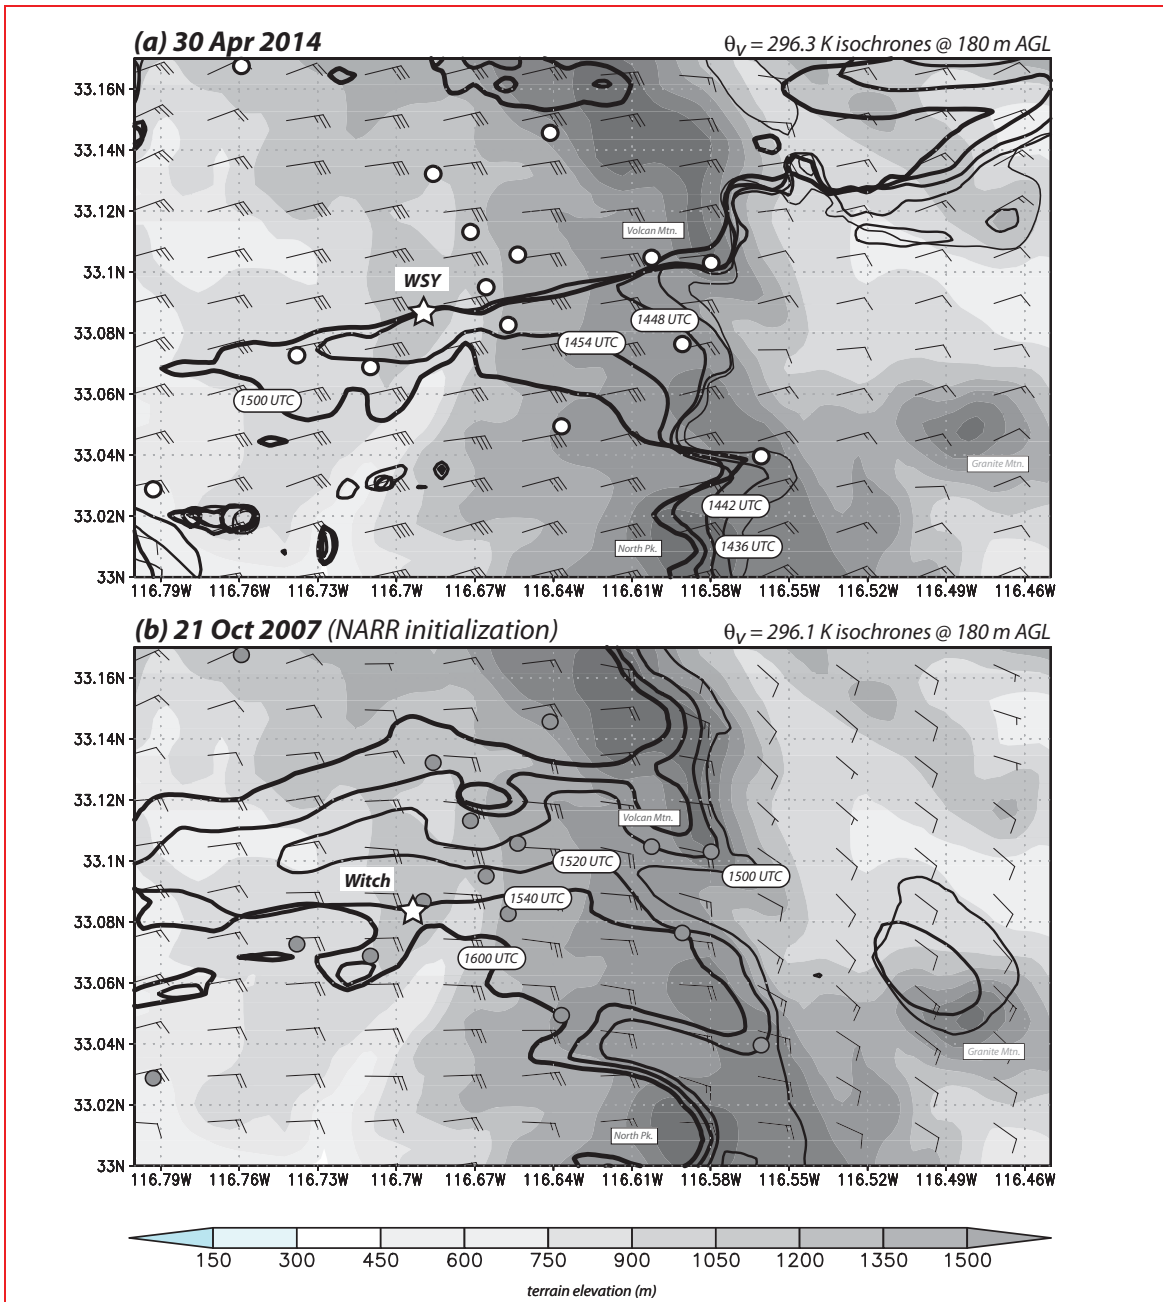 (a) 30 Apr 2014
θv = 296.3 K isochrones @ 180 m AGL
33.16N
33.14N
33.12N
Volcan Mtn.
33.1N
WSY
1448 UTC
33.08N
1454 UTC
33.06N
1500 UTC
33.04N
Granite Mtn.
1442 UTC
33.02N
North Pk.
1436 UTC
33N
116.79W 116.76W 116.73W 116.7W 116.67W 116.64W 116.61W 116.58W 116.55W 116.52W 116.49W 116.46W
(b) 21 Oct 2007 (NARR initialization)
θv = 296.1 K isochrones @ 180 m AGL
33.16N
33.14N
33.12N
Volcan Mtn.
33.1N
1520 UTC
1500 UTC
Witch
1540 UTC
33.08N
1600 UTC
33.06N
33.04N
Granite Mtn.
33.02N
North Pk.
33N
116.79W 116.76W 116.73W 116.7W 116.67W 116.64W 116.61W 116.58W 116.55W 116.52W 116.49W 116.46W
150 300 450 600 750 900 1050 1200 1350 1500
terrain elevation (m)